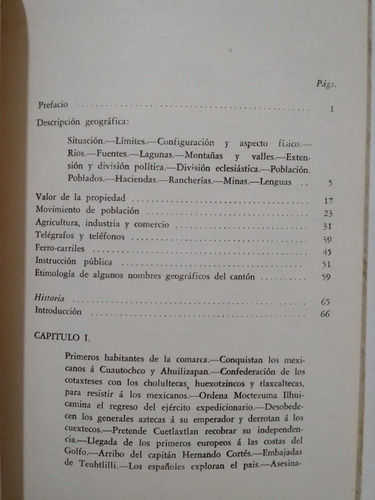 Págs.
Prefacio 1
Descripción geográfica:
Situación.—Límites.—Configuración y aspecto físico.—
Ríos.—Fuentes.—Lagunas.—Montañas y valles.—Exten-
sión y división política.—División eclesiástica.—Población.
Poblados.—Haciendas.—Rancherías.—Minas.—Lenguas .. 5
Valor de la propiedad 17
Movimiento de población 23
Agricultura, industria y comercio 31
Telégrafos y teléfonos 39
Ferro-carriles 45
Instrucción pública 51
Etimología de algunos nombres geográficos del cantón 59
Historia 65
Introducción 66
CAPITULO I.
Primeros habitantes de la comarca.—Conquistan los mexi-
canos á Cuautochco y Ahuilizapan.—Confederación de los
cotaxteses con los cholultecas, huexotzincos y tlaxcaltecas,
para resistir á los mexicanos.—Ordena Moctezuma Ilhui-
camina el regreso del ejército expedicionario.—Desobede-
cen los generales aztecas á su emperador y derrotan á los
cuextecos.—Pretende Cuetlaxtlan recobrar su independen-
cia.—Llegada de los primeros europeos á las costas del
Golfo.—Arribo del capitán Hernando Cortés.—Embajadas
de Teuhtlilli.—Los españoles exploran el país.—Asesina-